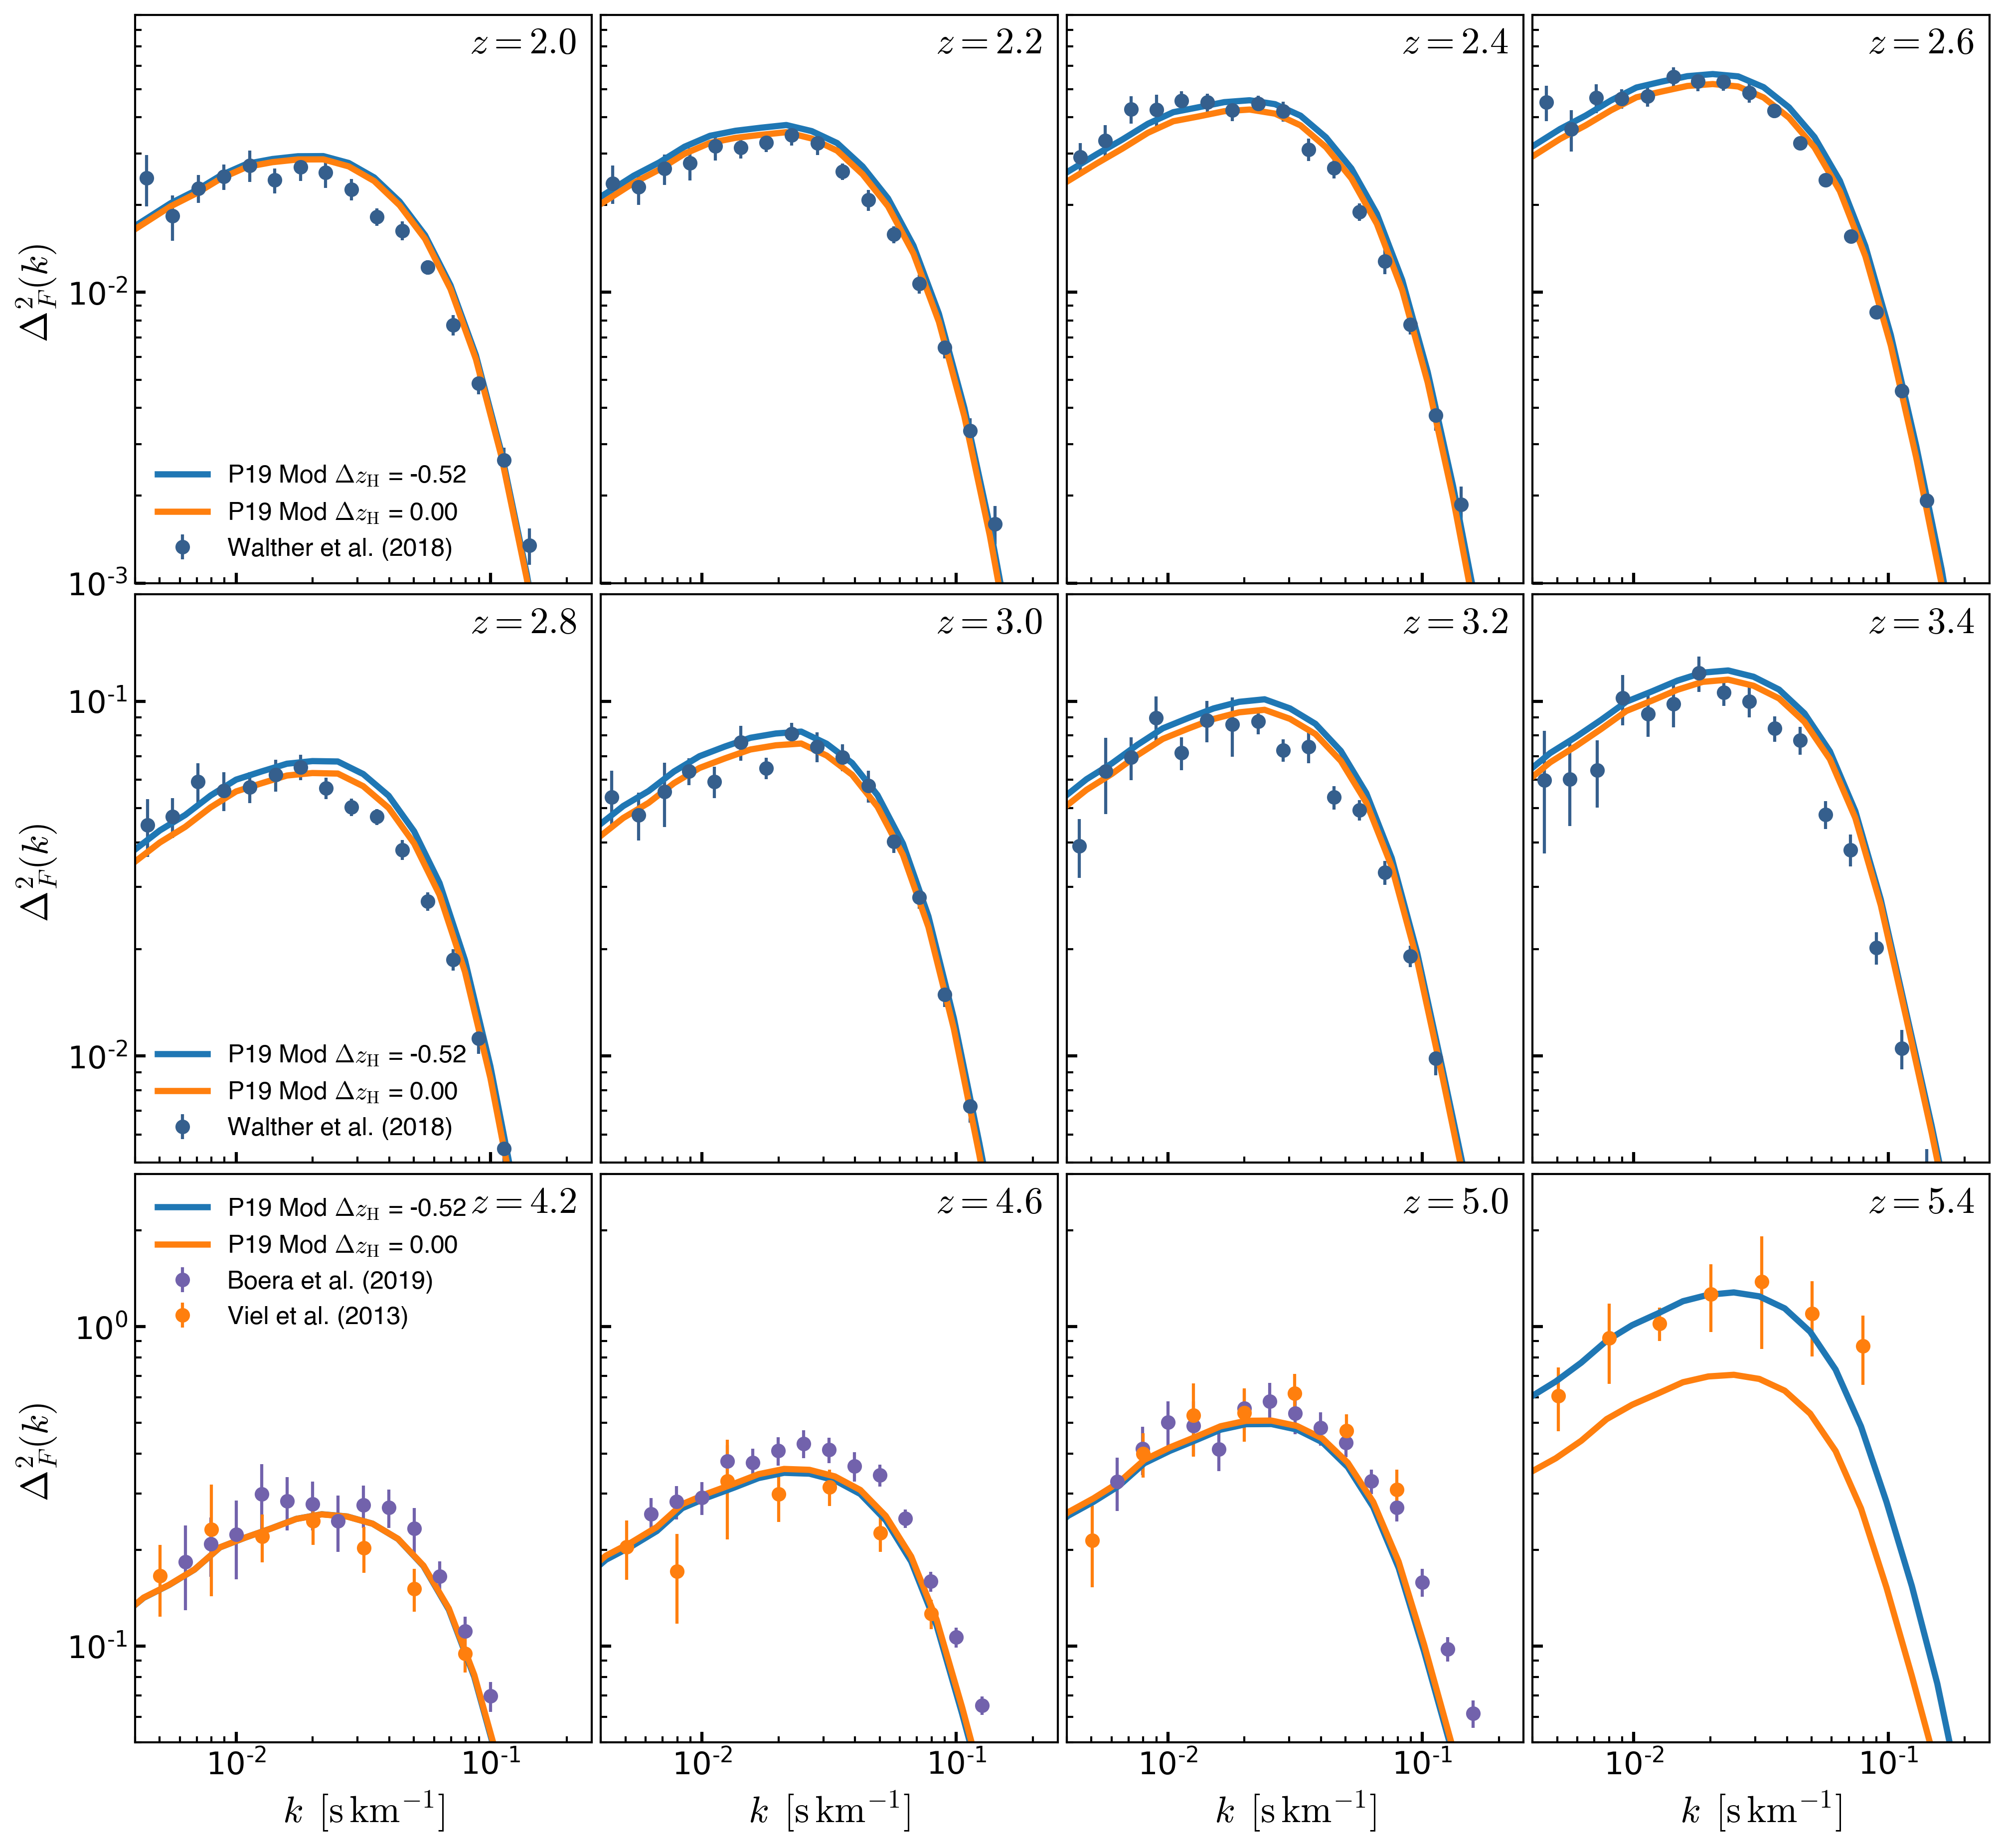 z = 2.0
z = 2.2
z = 2.4
z = 2.6
Δ²_F(k)
10⁻²
10⁻³
P19 Mod Δz_H = -0.52
P19 Mod Δz_H = 0.00
Walther et al. (2018)
z = 2.8
z = 3.0
z = 3.2
z = 3.4
Δ²_F(k)
10⁻¹
10⁻²
P19 Mod Δz_H = -0.52
P19 Mod Δz_H = 0.00
Walther et al. (2018)
z = 4.2
z = 4.6
z = 5.0
z = 5.4
Δ²_F(k)
10⁰
10⁻¹
P19 Mod Δz_H = -0.52
P19 Mod Δz_H = 0.00
Boera et al. (2019)
Viel et al. (2013)
10⁻² 10⁻¹ 10⁻² 10⁻¹ 10⁻² 10⁻¹ 10⁻² 10⁻¹
k [s km⁻¹] k [s km⁻¹] k [s km⁻¹] k [s km⁻¹]